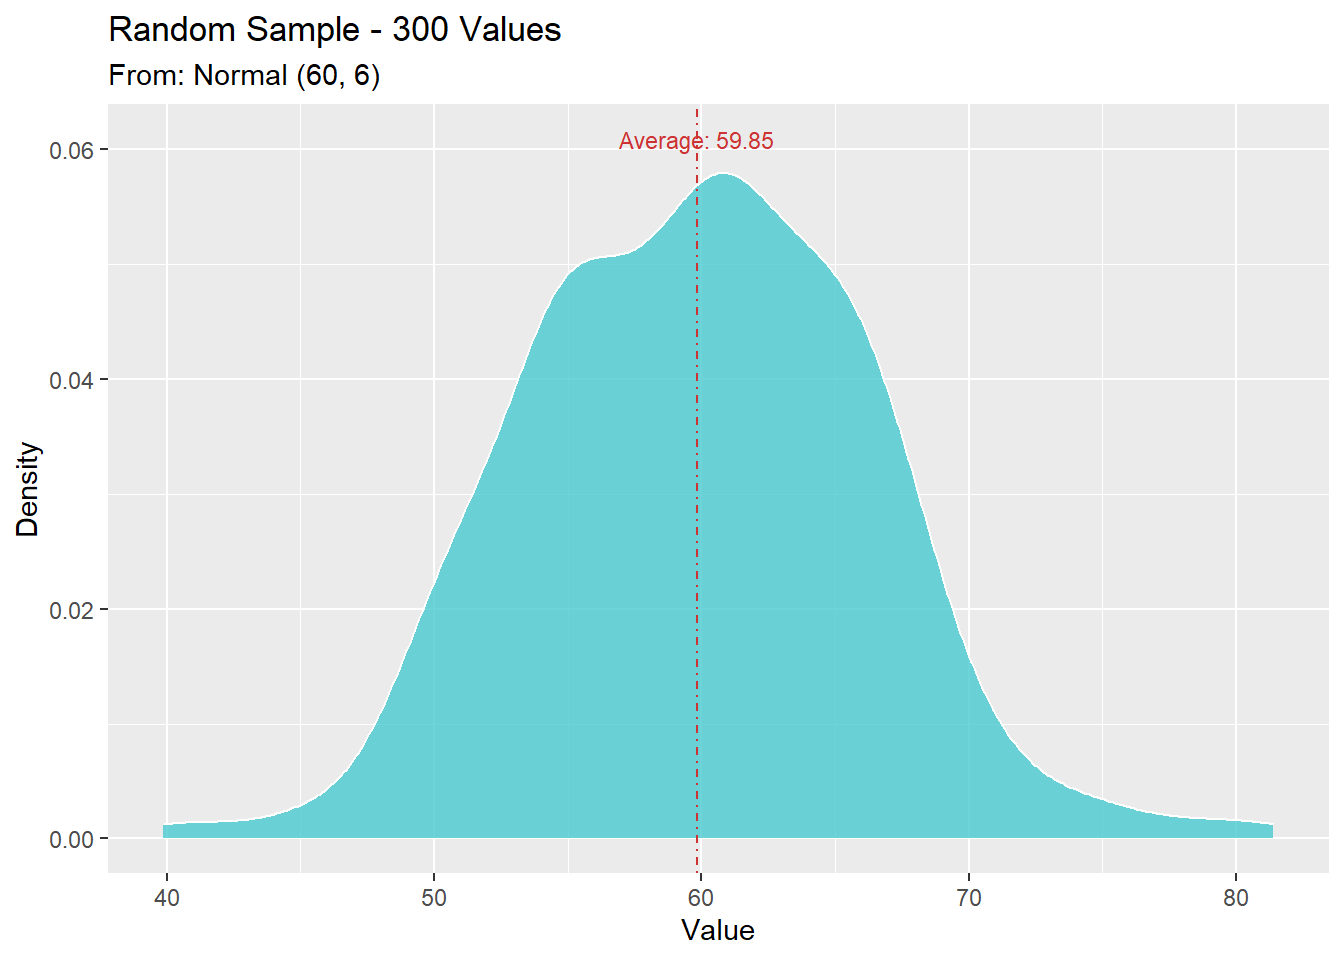 Random Sample - 300 Values
From: Normal (60, 6)
Average: 59.85
0.06
0.04
0.02
0.00
Density
40 50 60 70 80
Value